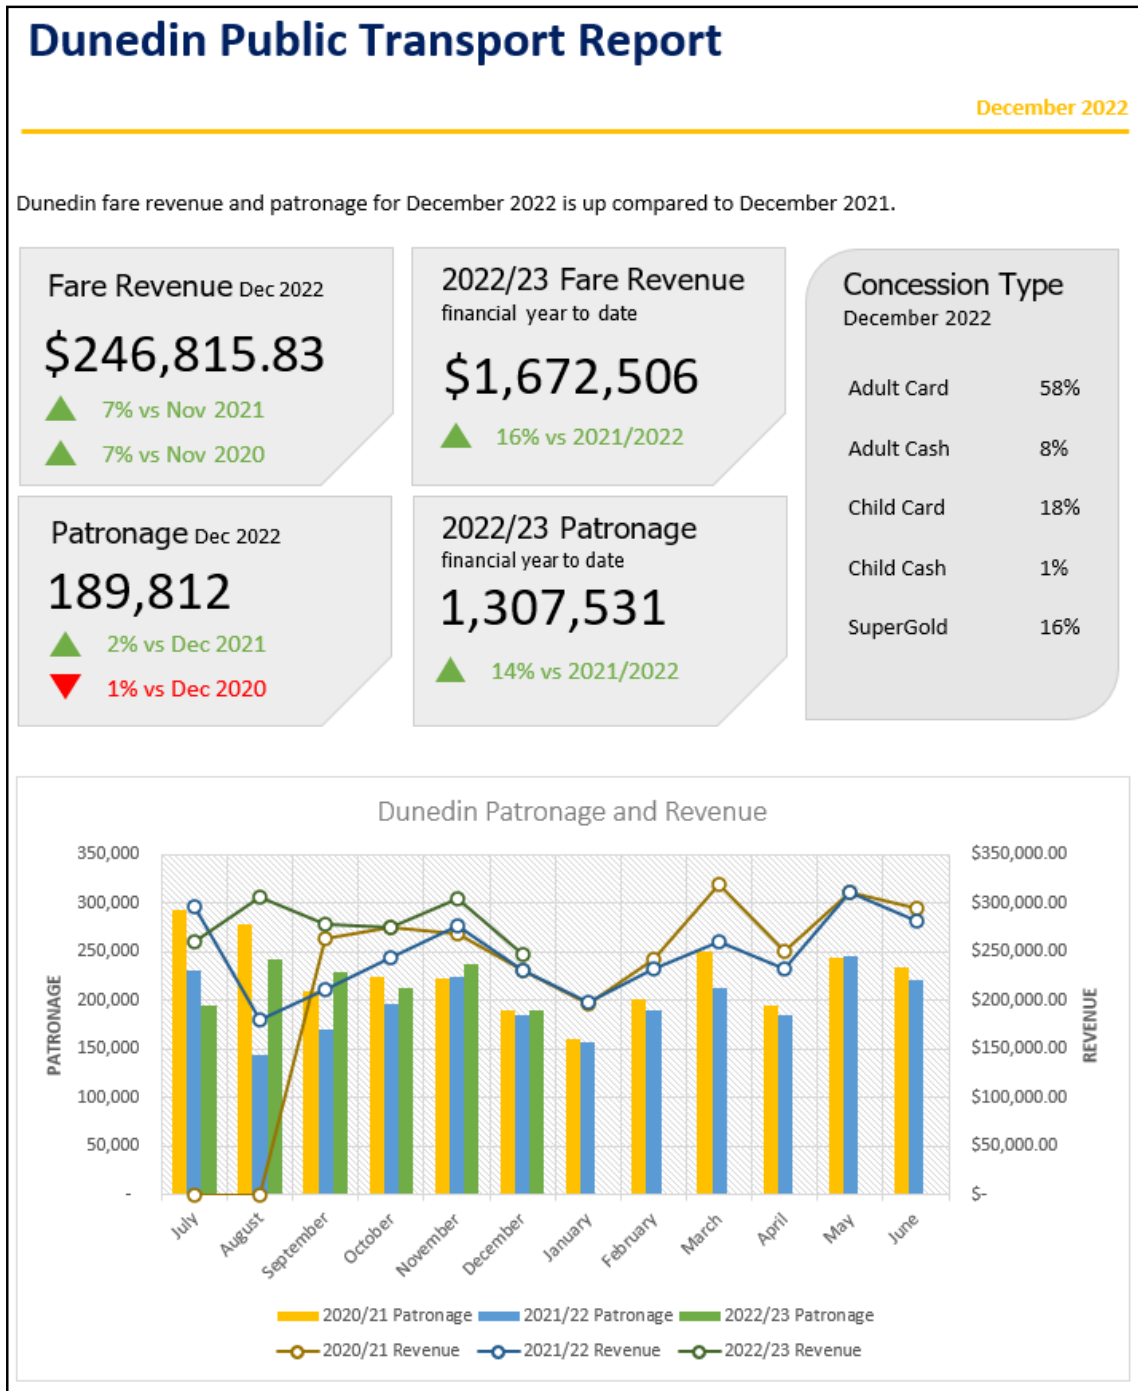 Dunedin Public Transport Report
December 2022
Dunedin fare revenue and patronage for December 2022 is up compared to December 2021.
Fare Revenue Dec 2022
$246,815.83
7% vs Nov 2021
7% vs Nov 2020
2022/23 Fare Revenue
financial year to date
$1,672,506
16% vs 2021/2022
Patronage Dec 2022
189,812
2% vs Dec 2021
1% vs Dec 2020
2022/23 Patronage
financial year to date
1,307,531
14% vs 2021/2022
Concession Type
December 2022
Adult Card 58%
Adult Cash 8%
Child Card 18%
Child Cash 1%
SuperGold 16%
Dunedin Patronage and Revenue
PATRONAGE
350,000
300,000
250,000
200,000
150,000
100,000
50,000
-
$350,000.00
$300,000.00
$250,000.00
$200,000.00
$150,000.00
$100,000.00
$50,000.00
$-
REVENUE
July
August
September
October
November
December
January
February
March
April
May
June
2020/21 Patronage 2021/22 Patronage 2022/23 Patronage
2020/21 Revenue 2021/22 Revenue 2022/23 Revenue